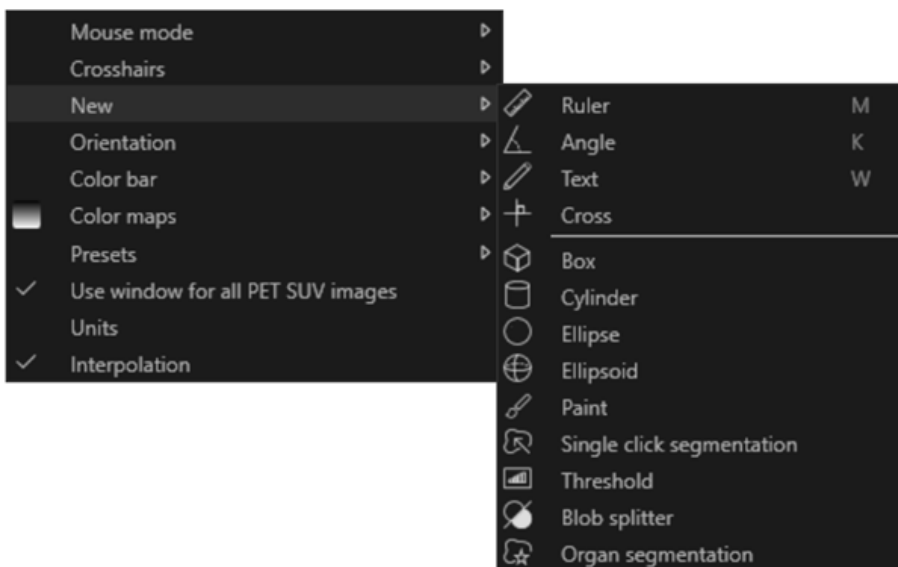 Mouse mode
Crosshairs
New
Orientation
Color bar
Color maps
Presets
Use window for all PET SUV images
Units
Interpolation
Ruler M
Angle K
Text W
Cross
Box
Cylinder
Ellipse
Ellipsoid
Paint
Single click segmentation
Threshold
Blob splitter
Organ segmentation